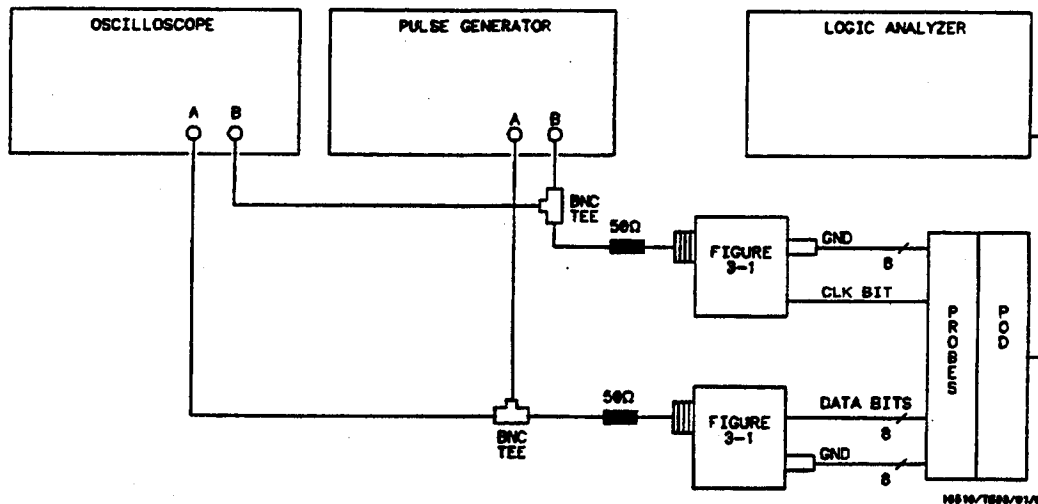 OSCILLOSCOPE
PULSE GENERATOR
LOGIC ANALYZER
A
B
A
B
BNC
TEE
50Ω
FIGURE
3-1
GND
8
CLK BIT
PROBES
POD
50Ω
FIGURE
3-1
DATA BITS
8
GND
8
BNC
TEE